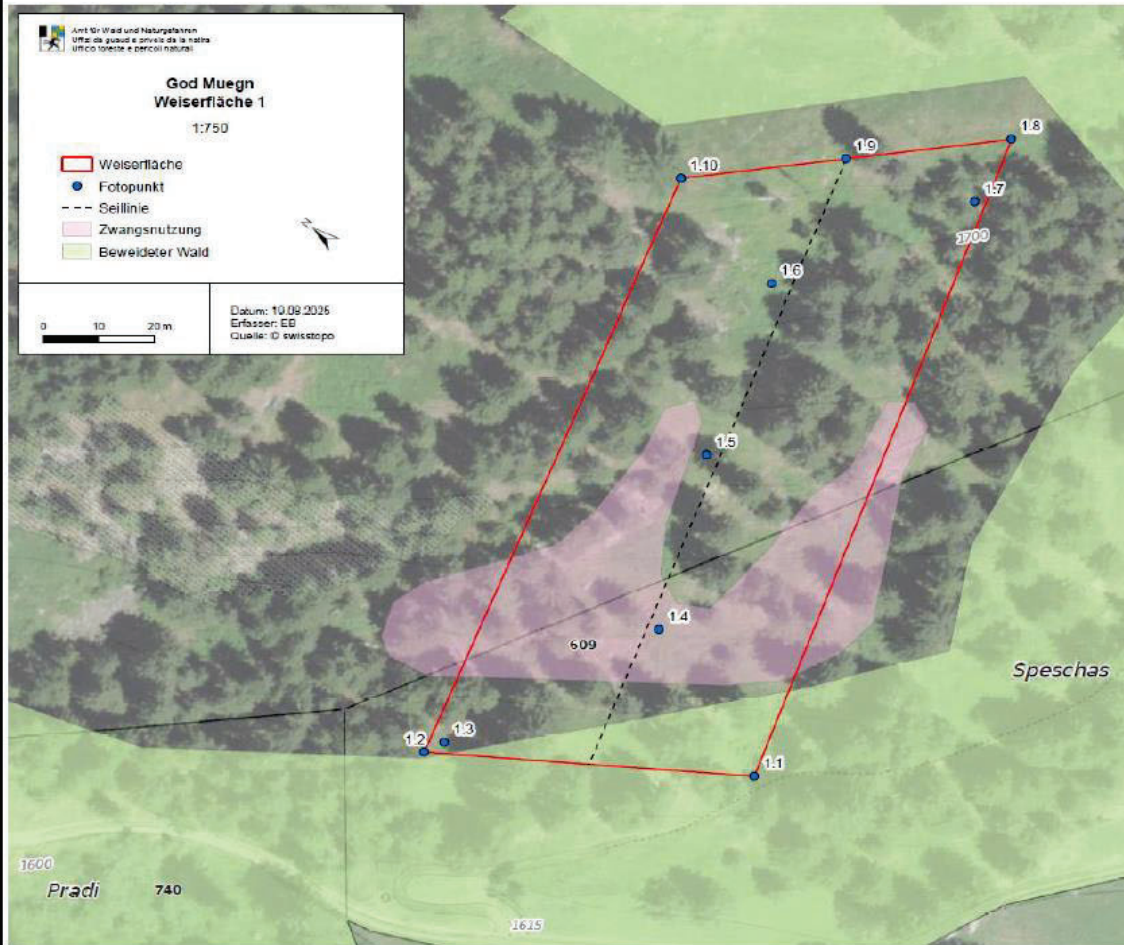 Amt für Wald und Naturgefahren
Uffizi da guaud e privels da la natira
Ufficio foreste e pericoli naturali
God Muegn
Weiserfläche 1
1:750
Weiserfläche
Fotopunkt
Seillinie
Zwangsnutzung
Beweideter Wald
N
0 10 20 m
Datum: 19.08.2025
Erfasser: EB
Quelle: © swisstopo
1.8
1.9
1.10
1.7
1700
1.6
1.5
1.4
609
Speschas
1.3
1.2
1.1
1600
Pradi 740
1615